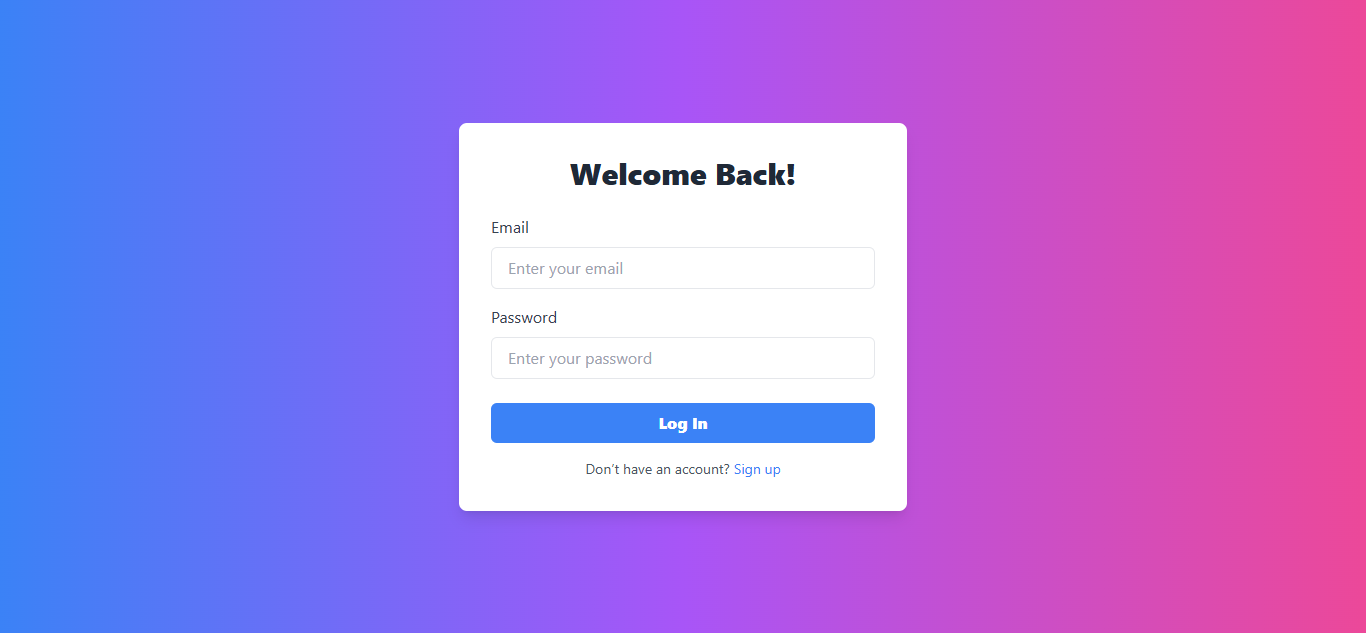 Welcome Back!
Email
Enter your email
Password
Enter your password
Log In
Don't have an account? Sign up